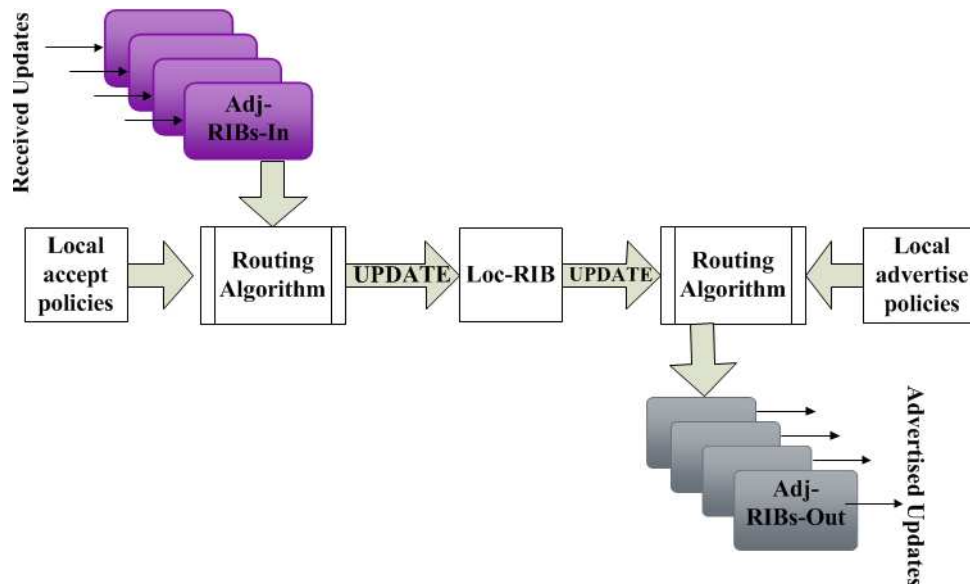 Received Updates
Adj-
RIBs-In
Local
accept
policies
Routing
Algorithm
UPDATE
Loc-RIB
UPDATE
Routing
Algorithm
Local
advertise
policies
Adj-
RIBs-Out
Advertised Updates